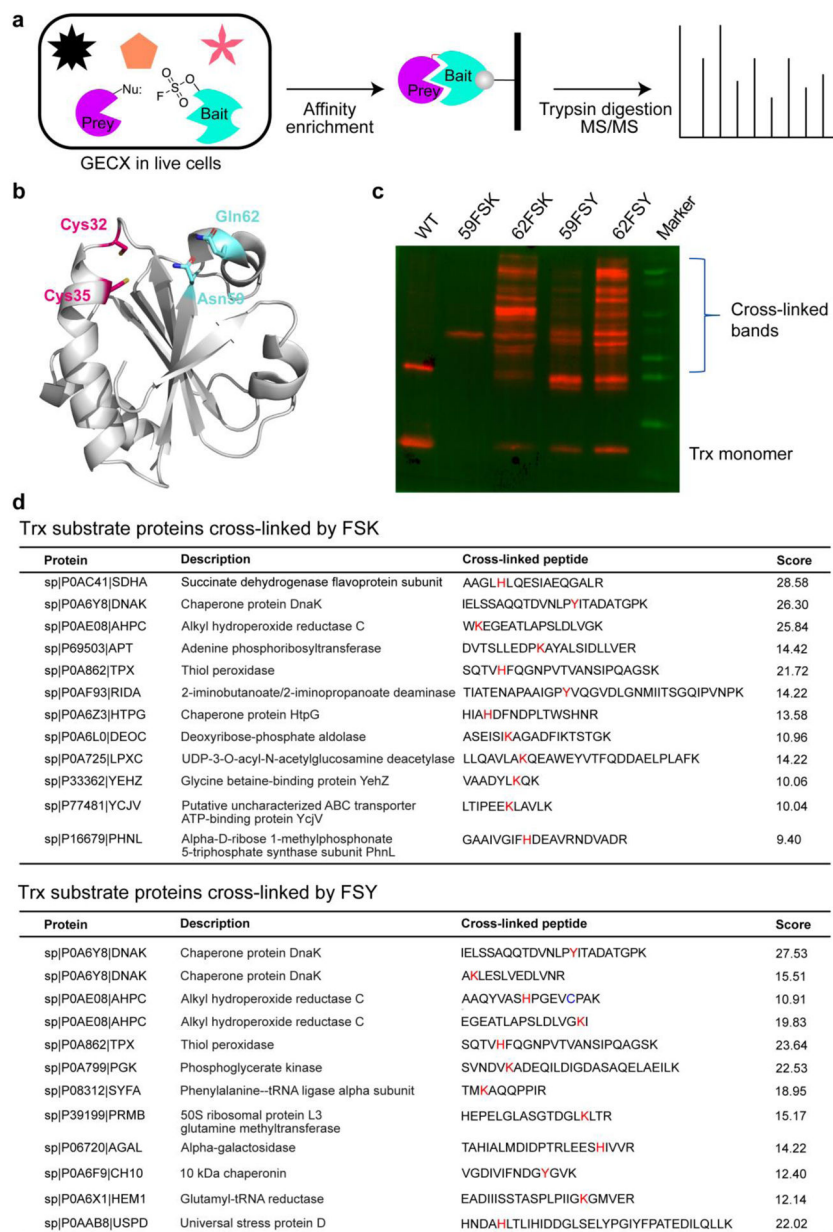 a
Nu:
F
S
O
O
O
Prey
Bait
GECX in live cells
Affinity
enrichment
Prey
Bait
Trypsin digestion
MS/MS
b
Cys32
Gln62
Cys35
Asn59
c
WT
59FSK
62FSK
59FSY
62FSY
Marker
Cross-linked
bands
Trx monomer
d
Trx substrate proteins cross-linked by FSK
Protein Description Cross-linked peptide Score
sp|P0AC41|SDHA Succinate dehydrogenase flavoprotein subunit AAGLHLQESIAEQGALR 28.58
sp|P0A6Y8|DNAK Chaperone protein DnaK IELSSAQQTDVNLPYITADATGPK 26.30
sp|P0AE08|AHPC Alkyl hydroperoxide reductase C WKEGEATLAPSLDLVGK 25.84
sp|P69503|APT Adenine phosphoribosyltransferase DVTSLLEDPKAYALSIDLLVER 14.42
sp|P0A862|TPX Thiol peroxidase SQTVHFQGNPVTVANSIPQAGSK 21.72
sp|P0AF93|RIDA 2-iminobutanoate/2-iminopropanoate deaminase TIATENAPAAIGPYVQGVDLGNMIITSGQIPVNPK 14.22
sp|P0A6Z3|HTPG Chaperone protein HtpG HIAHDFNDPLTWSHNR 13.58
sp|P0A6L0|DEOC Deoxyribose-phosphate aldolase ASEISIKAGADFIKTSTGK 10.96
sp|P0A725|LPXC UDP-3-O-acyl-N-acetylglucosamine deacetylase LLQAVLAKQEAWEYVTFQDDAELPLAFK 14.22
sp|P33362|YEHZ Glycine betaine-binding protein YehZ VAADYLKQK 10.06
sp|P77481|YCJV Putative uncharacterized ABC transporter LTIPEEKLAVLK 10.04
ATP-binding protein YcjV
sp|P16679|PHNL Alpha-D-ribose 1-methylphosphonate GAAIVGIFHDEAVRNDVADR 9.40
5-triphosphate synthase subunit PhnL
Trx substrate proteins cross-linked by FSY
Protein Description Cross-linked peptide Score
sp|P0A6Y8|DNAK Chaperone protein DnaK IELSSAQQTDVNLPYITADATGPK 27.53
sp|P0A6Y8|DNAK Chaperone protein DnaK AKLESLVEDLVNR 15.51
sp|P0AE08|AHPC Alkyl hydroperoxide reductase C AAQYVASHPGEVCPAK 10.91
sp|P0AE08|AHPC Alkyl hydroperoxide reductase C EGEATLAPSLDLVGKI 19.83
sp|P0A862|TPX Thiol peroxidase SQTVHFQGNPVTVANSIPQAGSK 23.64
sp|P0A799|PGK Phosphoglycerate kinase SVNDVKADEQILDIGDASAQELAEILK 22.53
sp|P08312|SYFA Phenylalanine--tRNA ligase alpha subunit TMKAQQPPIR 18.95
sp|P39199|PRMB 50S ribosomal protein L3 HEPELGLASGTDGLKLTR 15.17
glutamine methyltransferase
sp|P06720|AGAL Alpha-galactosidase TAHIALMDIDPTRLEESHIVVR 14.22
sp|P0A6F9|CH10 10 kDa chaperonin VGDIVIFNDGYGVK 12.40
sp|P0A6X1|HEM1 Glutamyl-tRNA reductase EADIIISSTASPLPIIGKGMVER 12.14
sp|P0AAB8|USPD Universal stress protein D HNDAHLTLIHIDDGLSELYPGIYFPATEDILQLLK 22.02